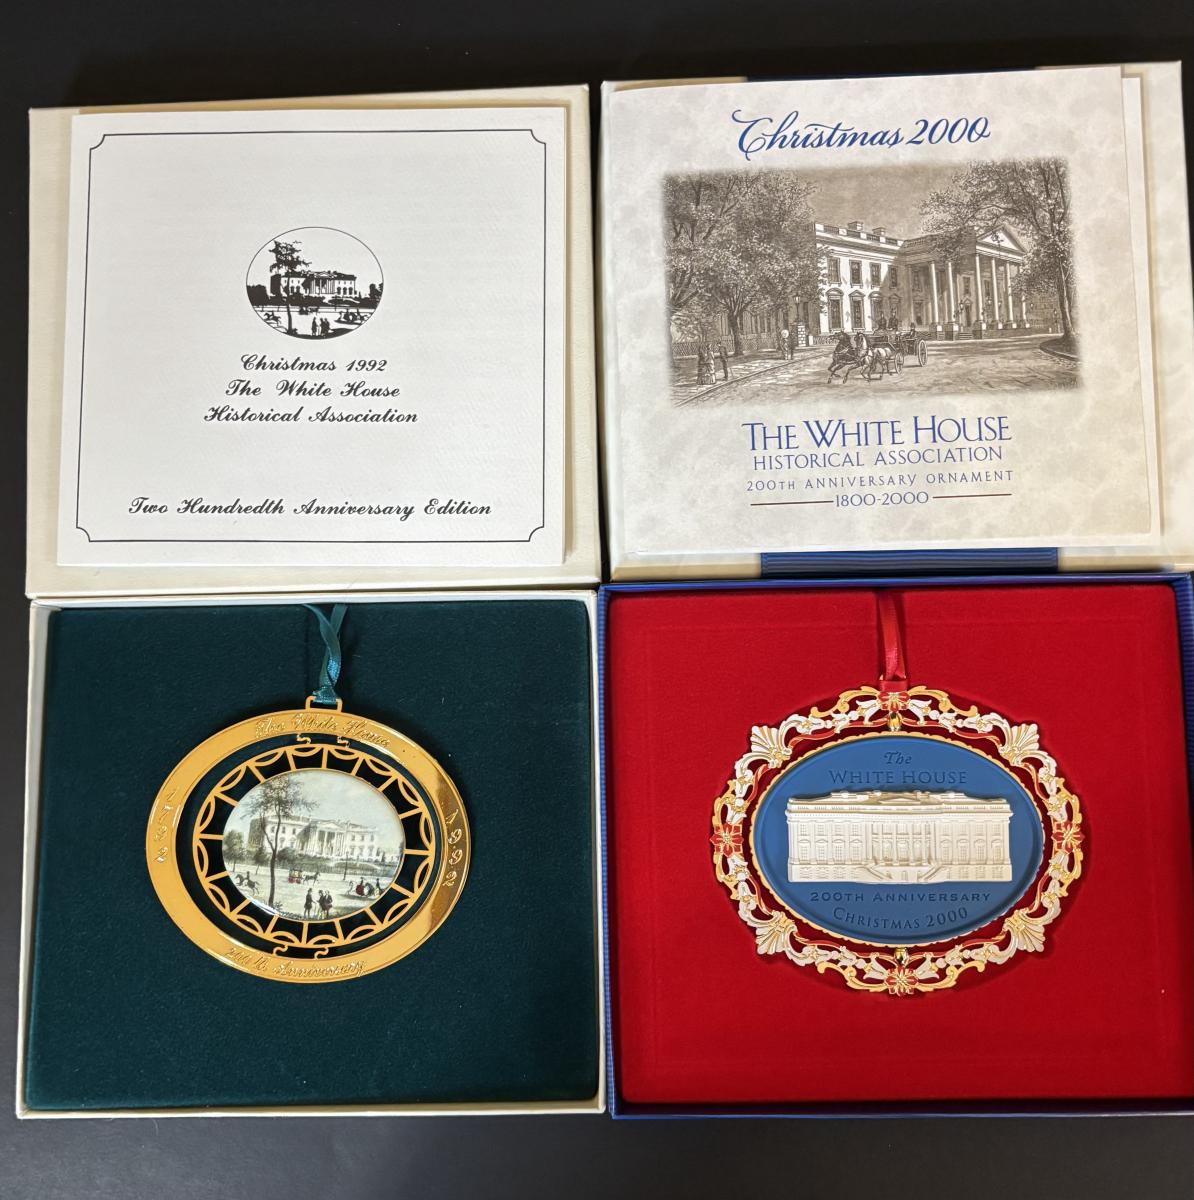 Christmas 1992
The White House
Historical Association
Two Hundredth Anniversary Edition
Christmas 2000
THE WHITE HOUSE
HISTORICAL ASSOCIATION
200TH ANNIVERSARY ORNAMENT
1800-2000
The White House
1792
1992
200th Anniversary
The
WHITE HOUSE
200TH ANNIVERSARY
CHRISTMAS 2000